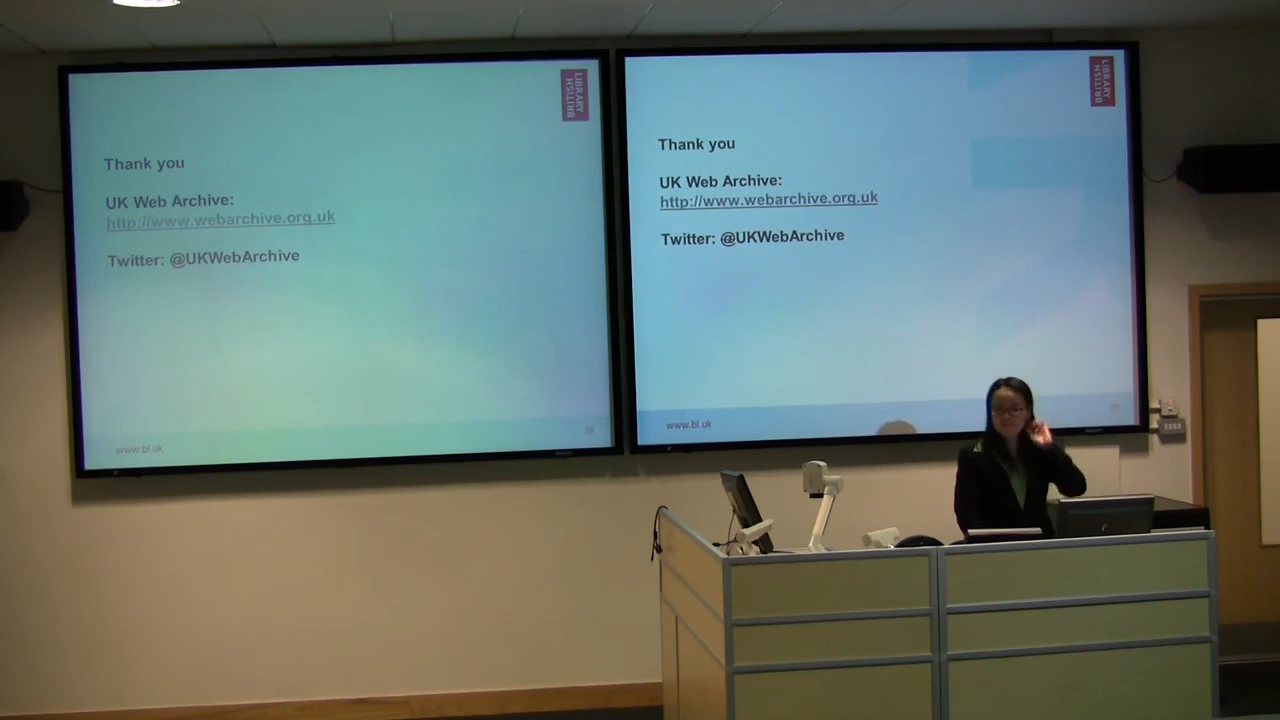 BRITISH
LIBRARY
Thank you
UK Web Archive:
http://www.webarchive.org.uk
Twitter: @UKWebArchive
www.bl.uk
BRITISH
LIBRARY
Thank you
UK Web Archive:
http://www.webarchive.org.uk
Twitter: @UKWebArchive
www.bl.uk